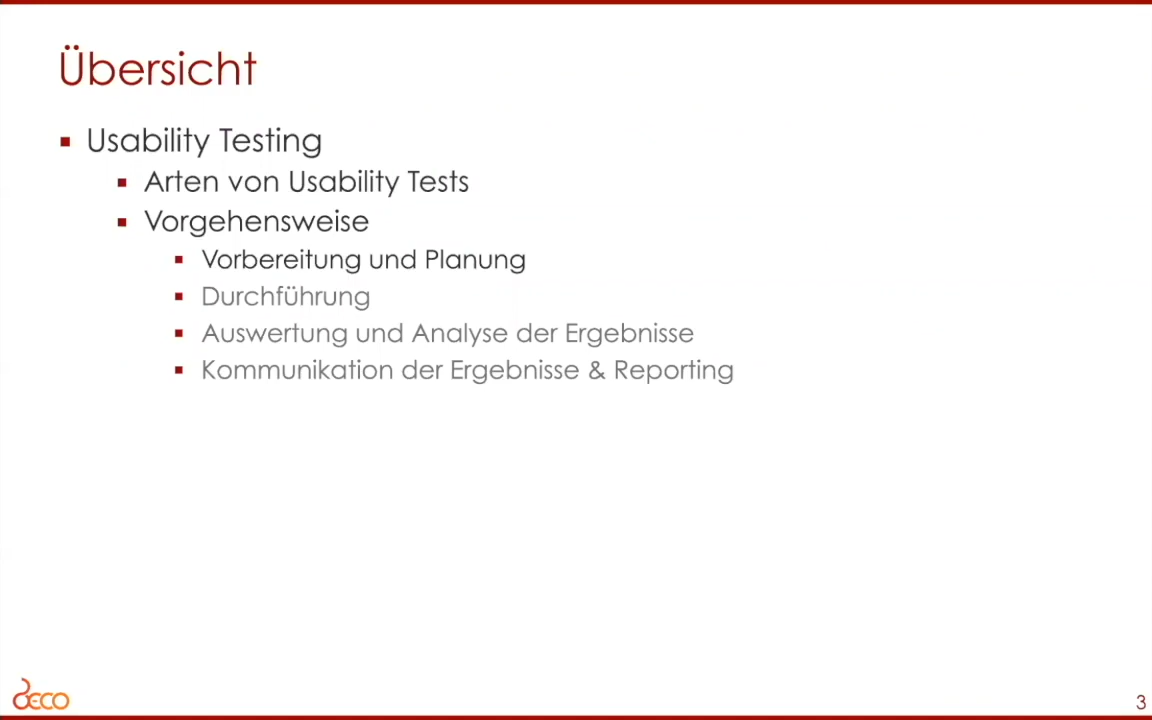 Übersicht
Usability Testing
Arten von Usability Tests
Vorgehensweise
Vorbereitung und Planung
Durchführung
Auswertung und Analyse der Ergebnisse
Kommunikation der Ergebnisse & Reporting
DECO
3